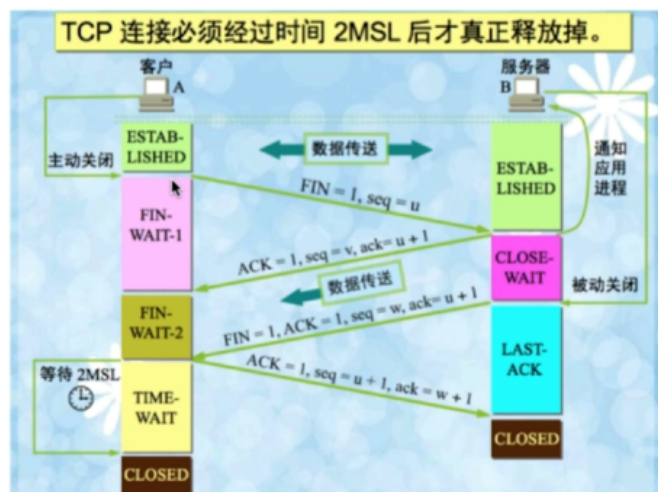 TCP 连接必须经过时间 2MSL 后才真正释放掉。
客户
A
服务器
B
主动关闭
ESTAB-
LISHED
数据传送
ESTAB-
LISHED
通知
应用
进程
FIN = 1, seq = u
FIN-
WAIT-1
ACK = 1, seq = v, ack= u + 1
CLOSE-
WAIT
数据传送
被动关闭
FIN-
WAIT-2
FIN = 1, ACK = 1, seq = w, ack= u + 1
LAST-
ACK
等待 2MSL
ACK = 1, seq = u + 1, ack = w + 1
TIME-
WAIT
CLOSED
CLOSED